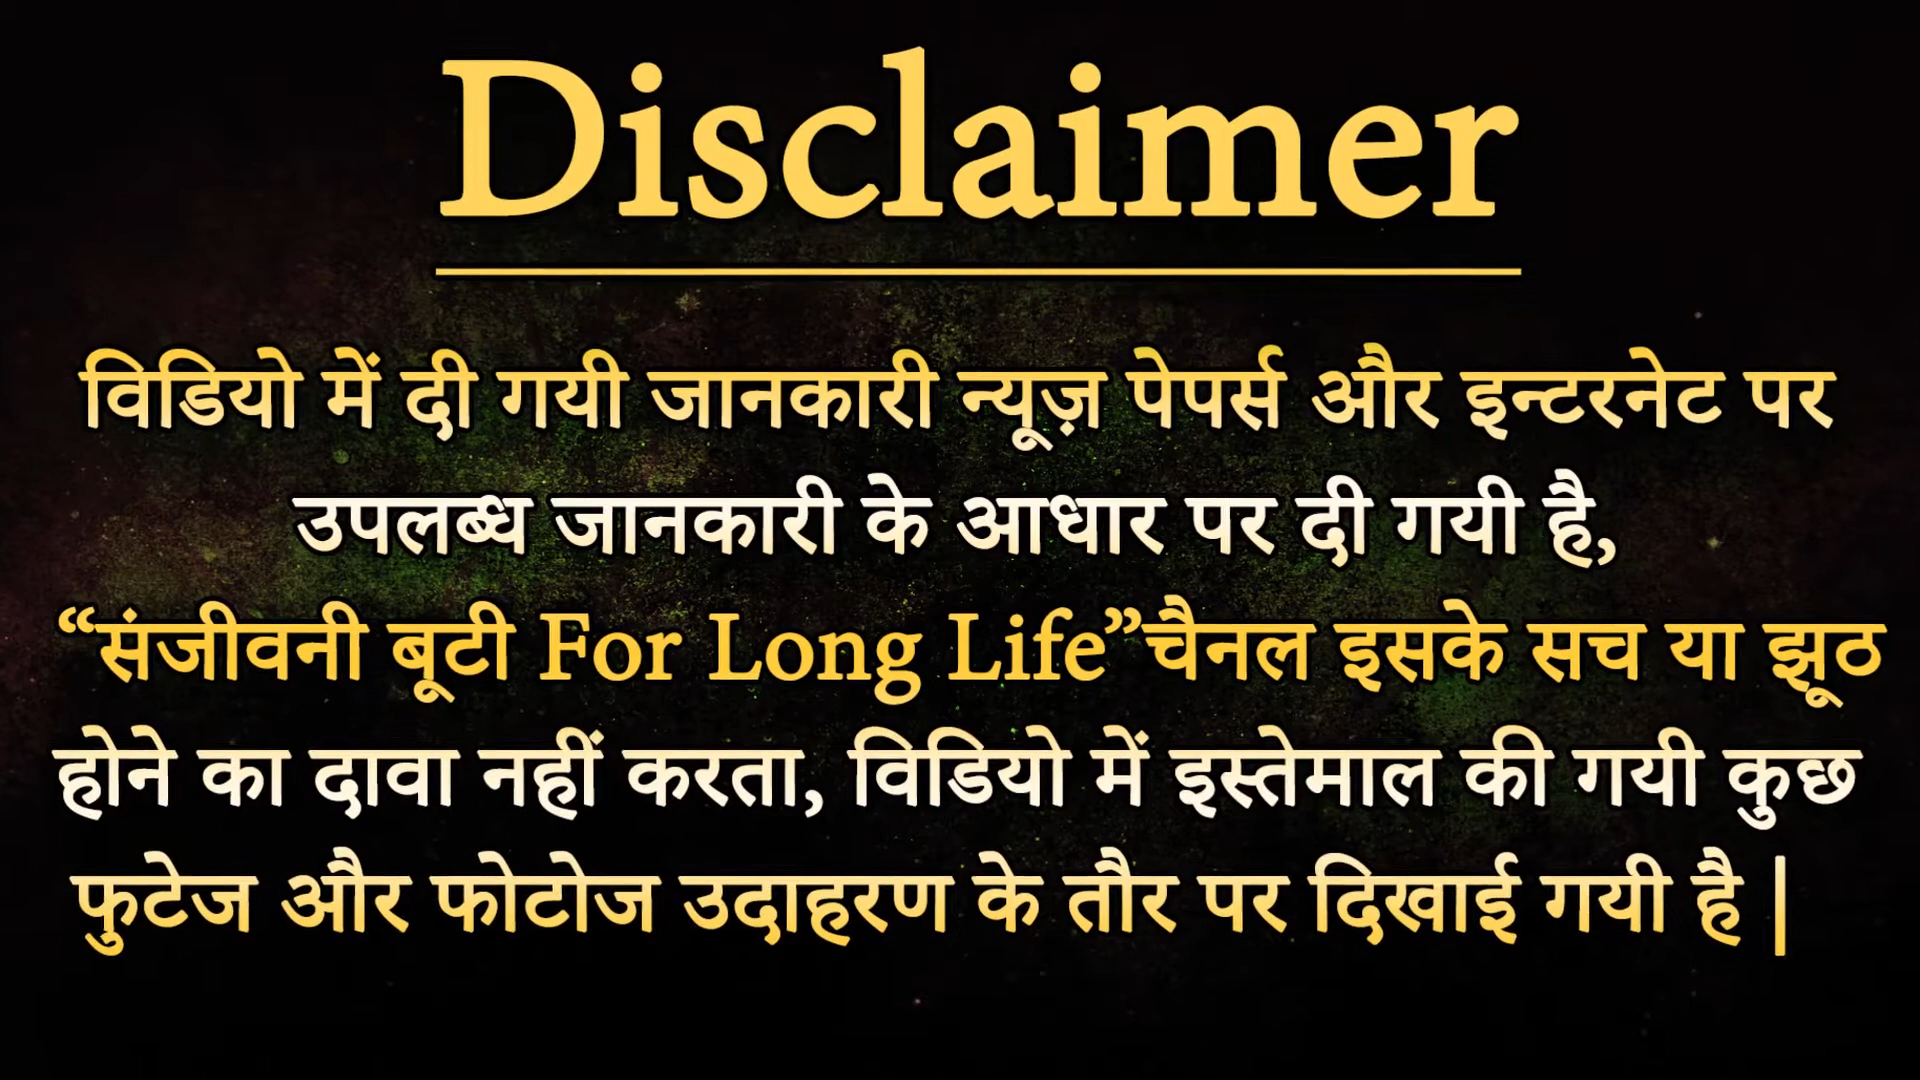 Disclaimer
विडियो में दी गयी जानकारी न्यूज़ पेपर्स और इन्टरनेट पर
उपलब्ध जानकारी के आधार पर दी गयी है,
“संजीवनी बूटी For Long Life”चैनल इसके सच या झूठ
होने का दावा नहीं करता, विडियो में इस्तेमाल की गयी कुछ
फुटेज और फोटोज उदाहरण के तौर पर दिखाई गयी है |